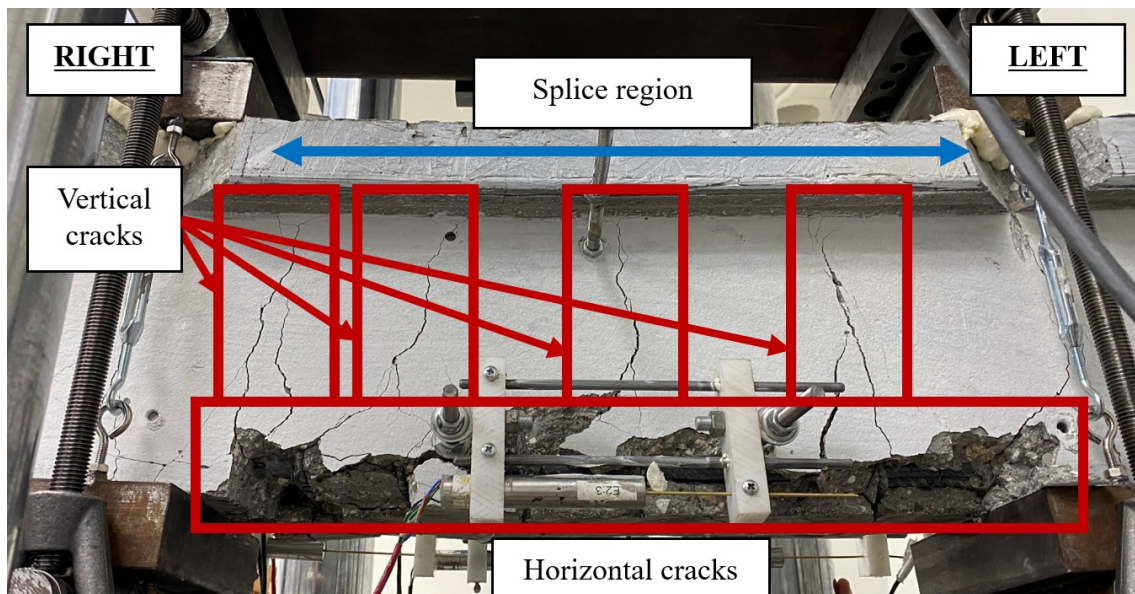 RIGHT
LEFT
Splice region
Vertical
cracks
E2:3
Horizontal cracks